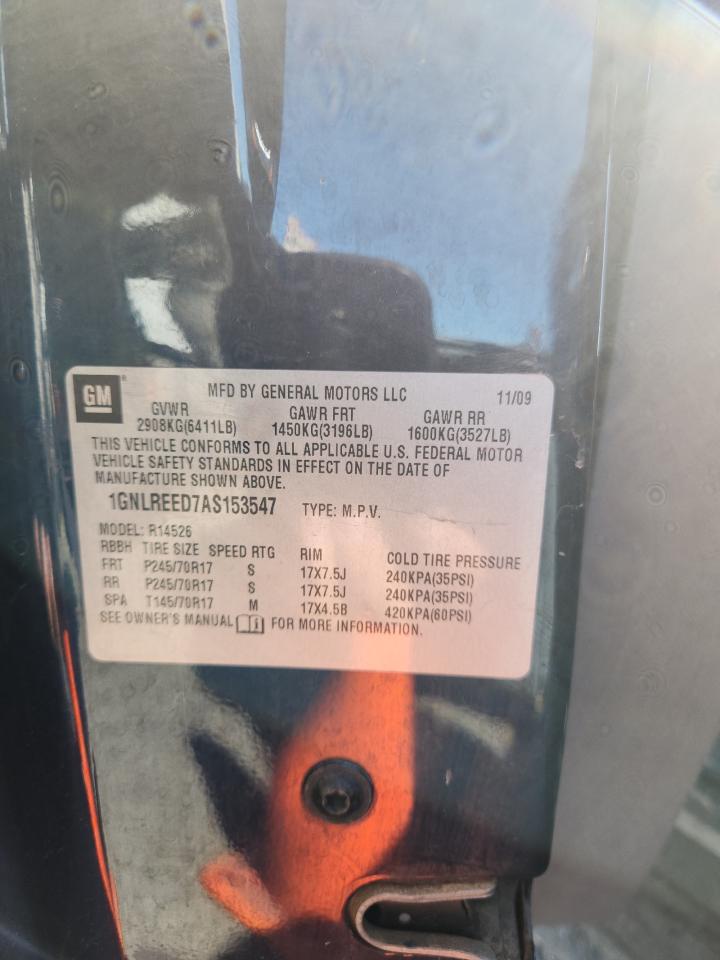 GM
MFD BY GENERAL MOTORS LLC 11/09
GVWR GAWR FRT GAWR RR
2908KG(6411LB) 1450KG(3196LB) 1600KG(3527LB)
THIS VEHICLE CONFORMS TO ALL APPLICABLE U.S. FEDERAL MOTOR
VEHICLE SAFETY STANDARDS IN EFFECT ON THE DATE OF
MANUFACTURE SHOWN ABOVE.
1GNLREED7AS153547 TYPE: M.P.V.
MODEL: R14526
RBBH TIRE SIZE SPEED RTG RIM COLD TIRE PRESSURE
FRT P245/70R17 S 17X7.5J 240KPA(35PSI)
RR P245/70R17 S 17X7.5J 240KPA(35PSI)
SPA T145/70R17 M 17X4.5B 420KPA(60PSI)
SEE OWNER'S MANUAL FOR MORE INFORMATION.